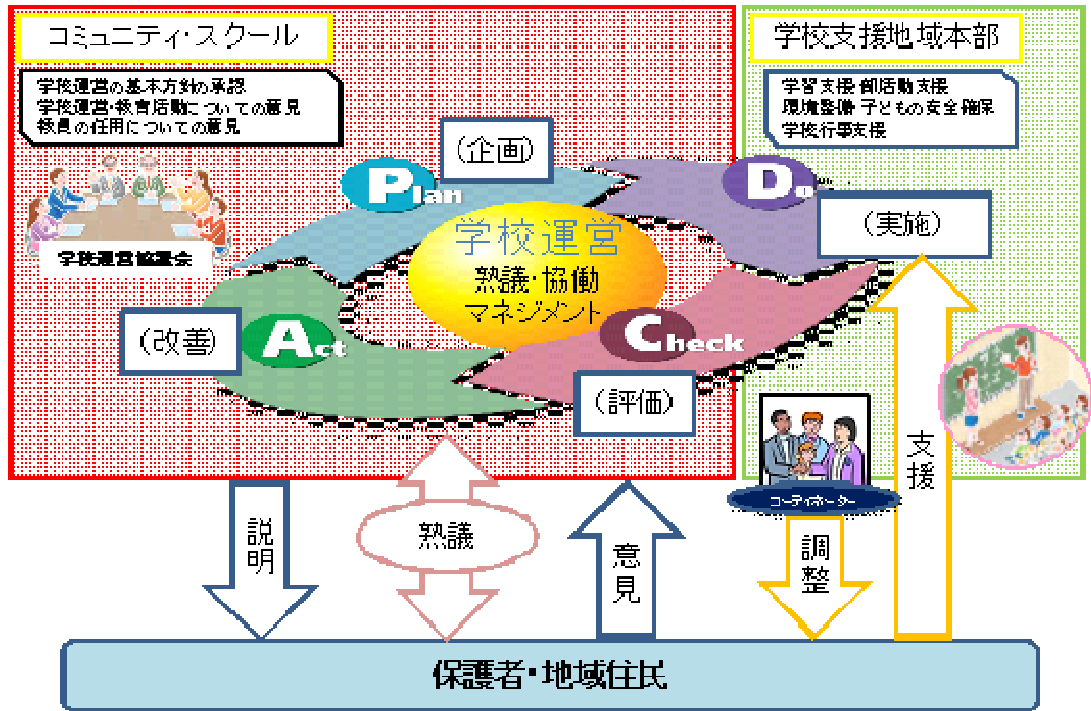 コミュニティ・スクール
学校運営の基本方針の承認
学校運営・教育活動についての意見
教員の任用についての意見
学校運営協議会
学校支援地域本部
学習支援・部活動支援
環境整備・子どもの安全確保
学校行事支援
Plan
(企画)
Do
(実施)
学校運営
熟議・協働
マネジメント
Act
(改善)
Check
(評価)
コーディネーター
説明
熟議
意見
調整
支援
保護者・地域住民